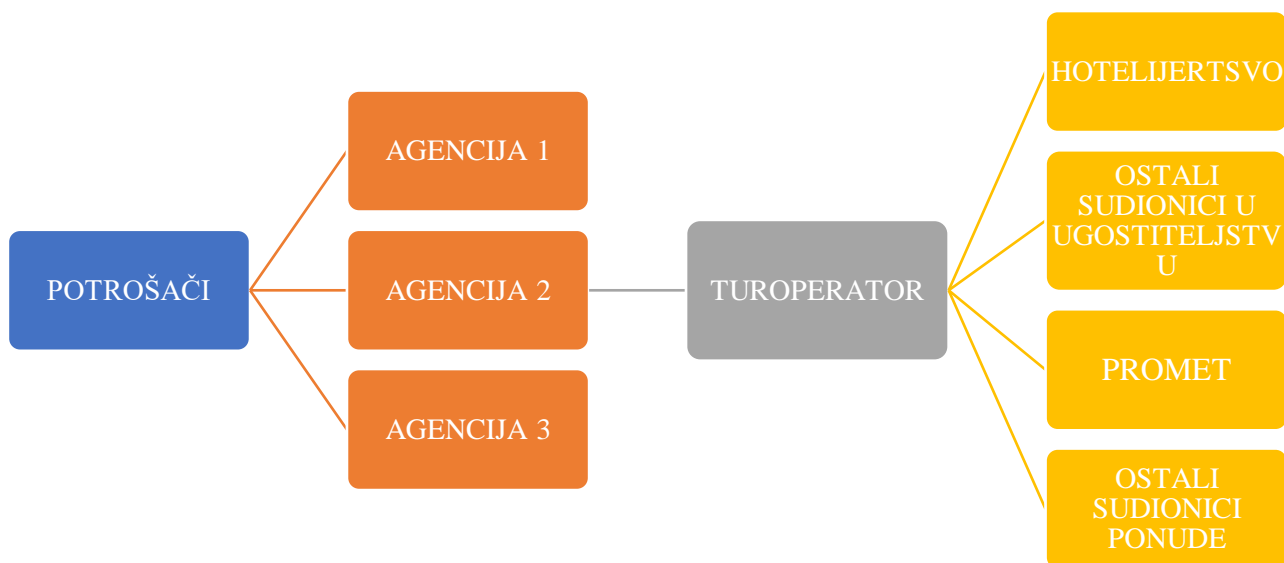 POTROŠAČI
AGENCIJA 1
AGENCIJA 2
AGENCIJA 3
TUROPERATOR
HOTELIJERTSVO
OSTALI
SUDIONICI U
UGOSTITELJSTV
U
PROMET
OSTALI
SUDIONICI
PONUDE